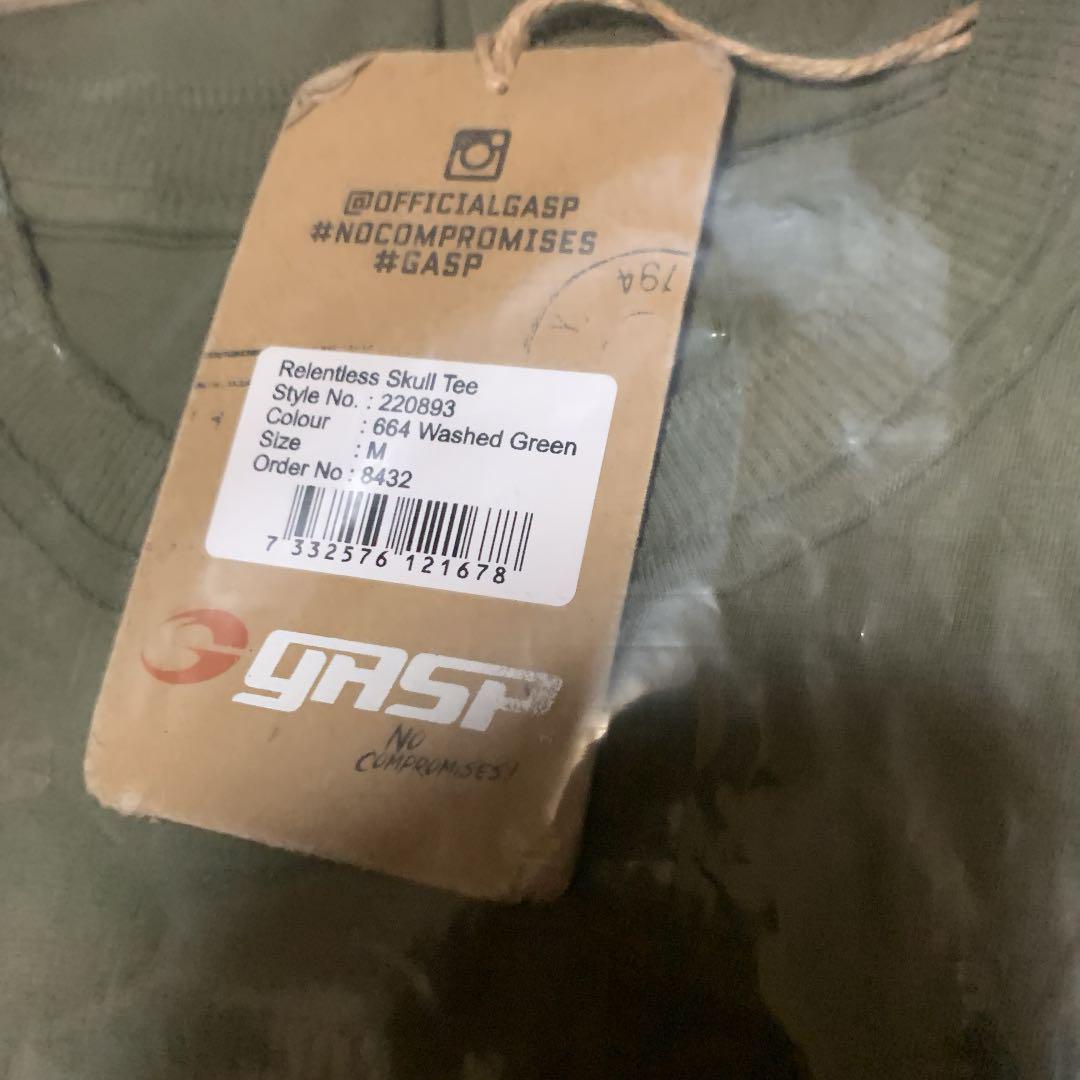 @OFFICIALGASP
#NOCOMPROMISES
#GASP
794
Relentless Skull Tee
Style No. : 220893
Colour : 664 Washed Green
Size : M
Order No : 8432
7 332576 121678
gASP
NO
COMPROMISES!